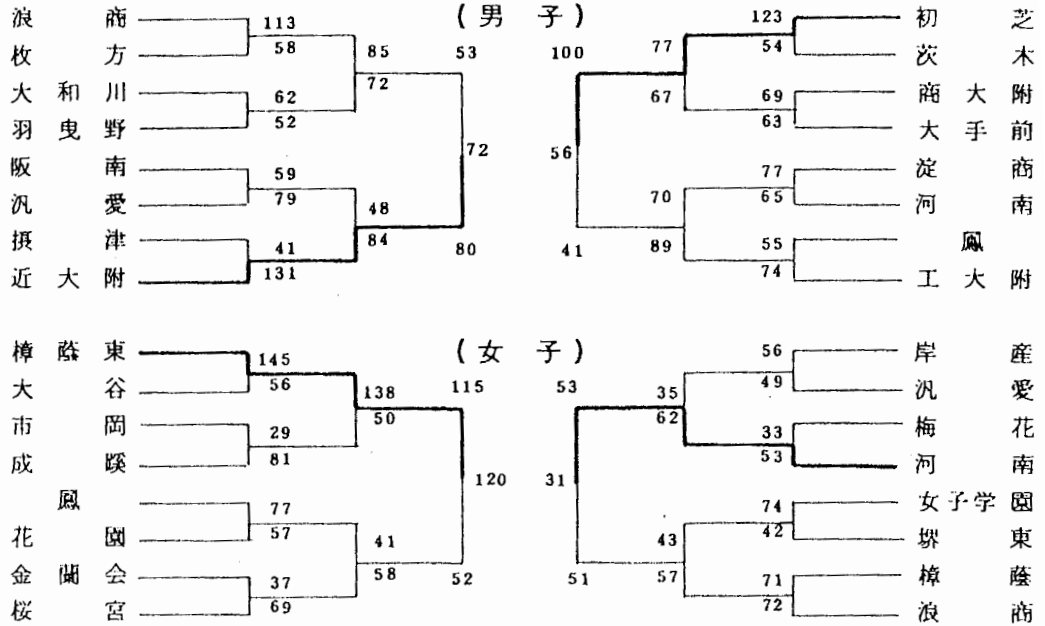 (男 子)
浪商 113 123 初芝
枚方 58 85 53 100 77 54 茨木
大和川 62 72 67 69 商大附
羽曳野 52 72 56 63 大手前
阪南 59 77 淀商
汎愛 79 48 70 65 河南
摂津 41 84 80 41 89 55 鳳
近大附 131 74 工大附
(女 子)
樟蔭東 145 56 岸産
大谷 56 138 115 53 35 49 汎愛
市岡 29 50 62 33 梅花
成蹊 81 120 31 53 河南
鳳 77 74 女子学園
花園 57 41 43 42 堺東
金蘭会 37 58 52 51 57 71 樟蔭
桜宮 69 72 浪商